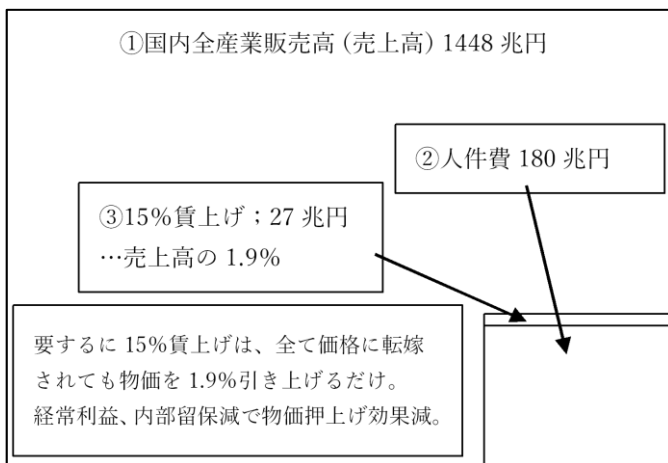 ①国内全産業販売高(売上高) 1448 兆円
②人件費 180 兆円
③15%賃上げ；27 兆円
…売上高の 1.9%
要するに 15%賃上げは、全て価格に転嫁
されても物価を 1.9%引き上げるだけ。
経常利益、内部留保減で物価押上げ効果減。